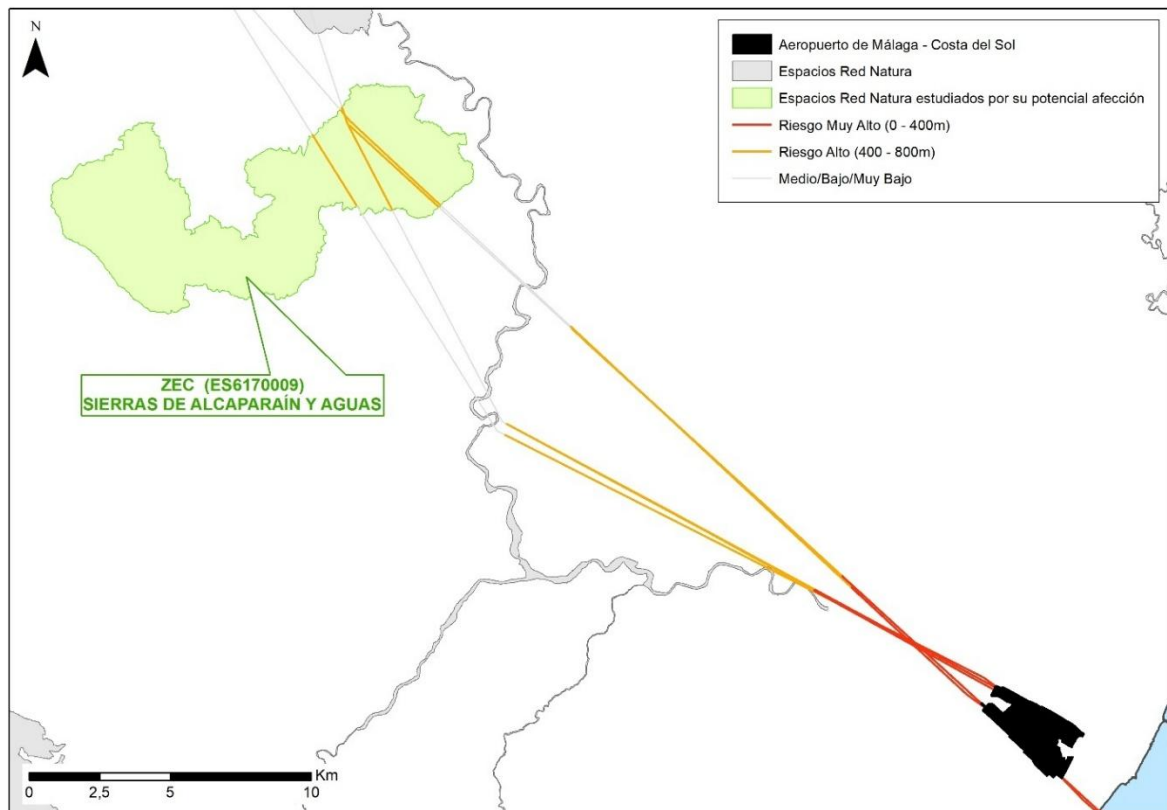 N
Aeropuerto de Málaga - Costa del Sol
Espacios Red Natura
Espacios Red Natura estudiados por su potencial afección
Riesgo Muy Alto (0 - 400m)
Riesgo Alto (400 - 800m)
Medio/Bajo/Muy Bajo
ZEC (ES6170009)
SIERRAS DE ALCAPARAÍN Y AGUAS
Km
0 2,5 5 10